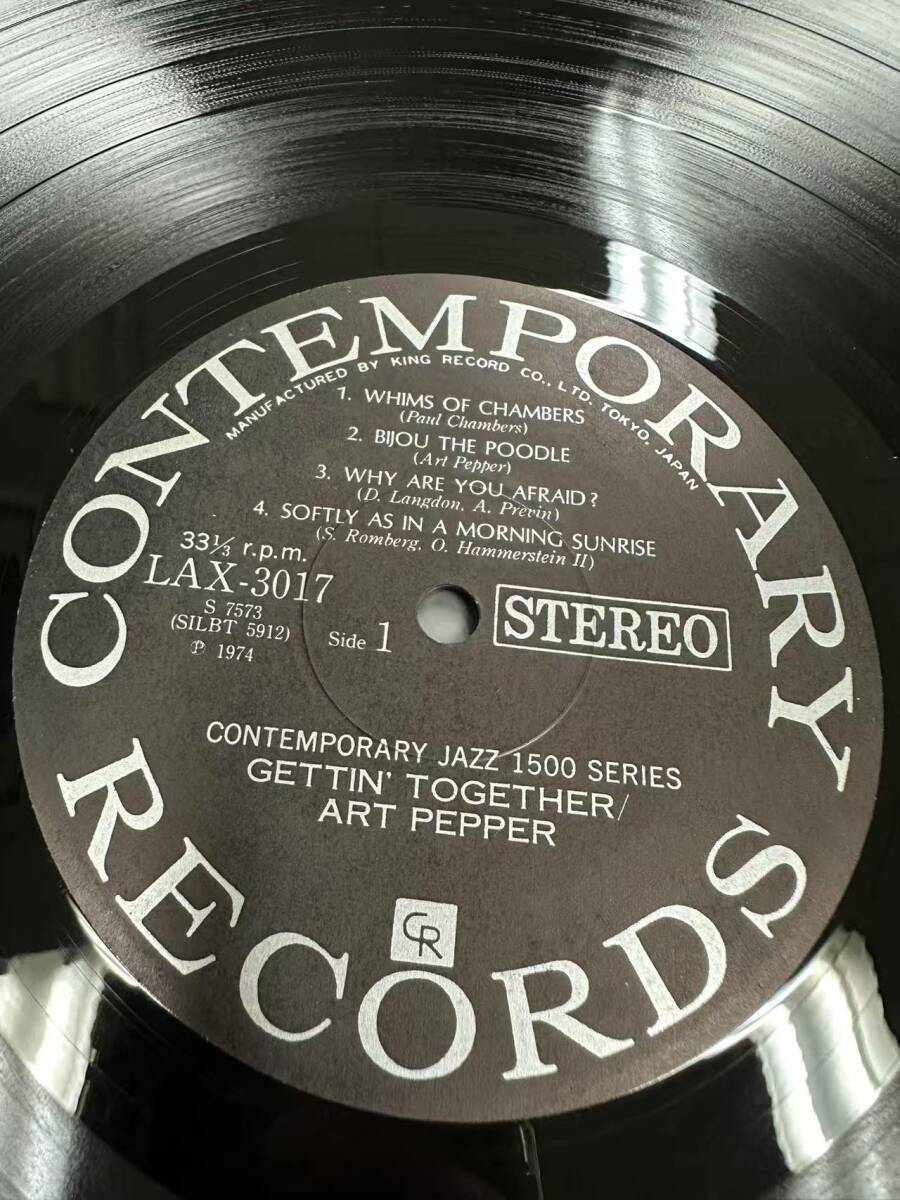 CONTEMPORARY
MANUFACTURED BY KING RECORD CO., LTD. TOKYO, JAPAN
1. WHIMS OF CHAMBERS
(Paul Chambers)
2. BIJOU THE POODLE
(Art Pepper)
3. WHY ARE YOU AFRAID?
(D. Langdon, A. Previn)
4. SOFTLY AS IN A MORNING SUNRISE
(S. Romberg, O. Hammerstein II)
33⅓ r.p.m.
LAX-3017
S 7573
(SILBT 5912)
℗ 1974
Side 1
STEREO
CONTEMPORARY JAZZ 1500 SERIES
GETTIN' TOGETHER/
ART PEPPER
CR
RECORDS